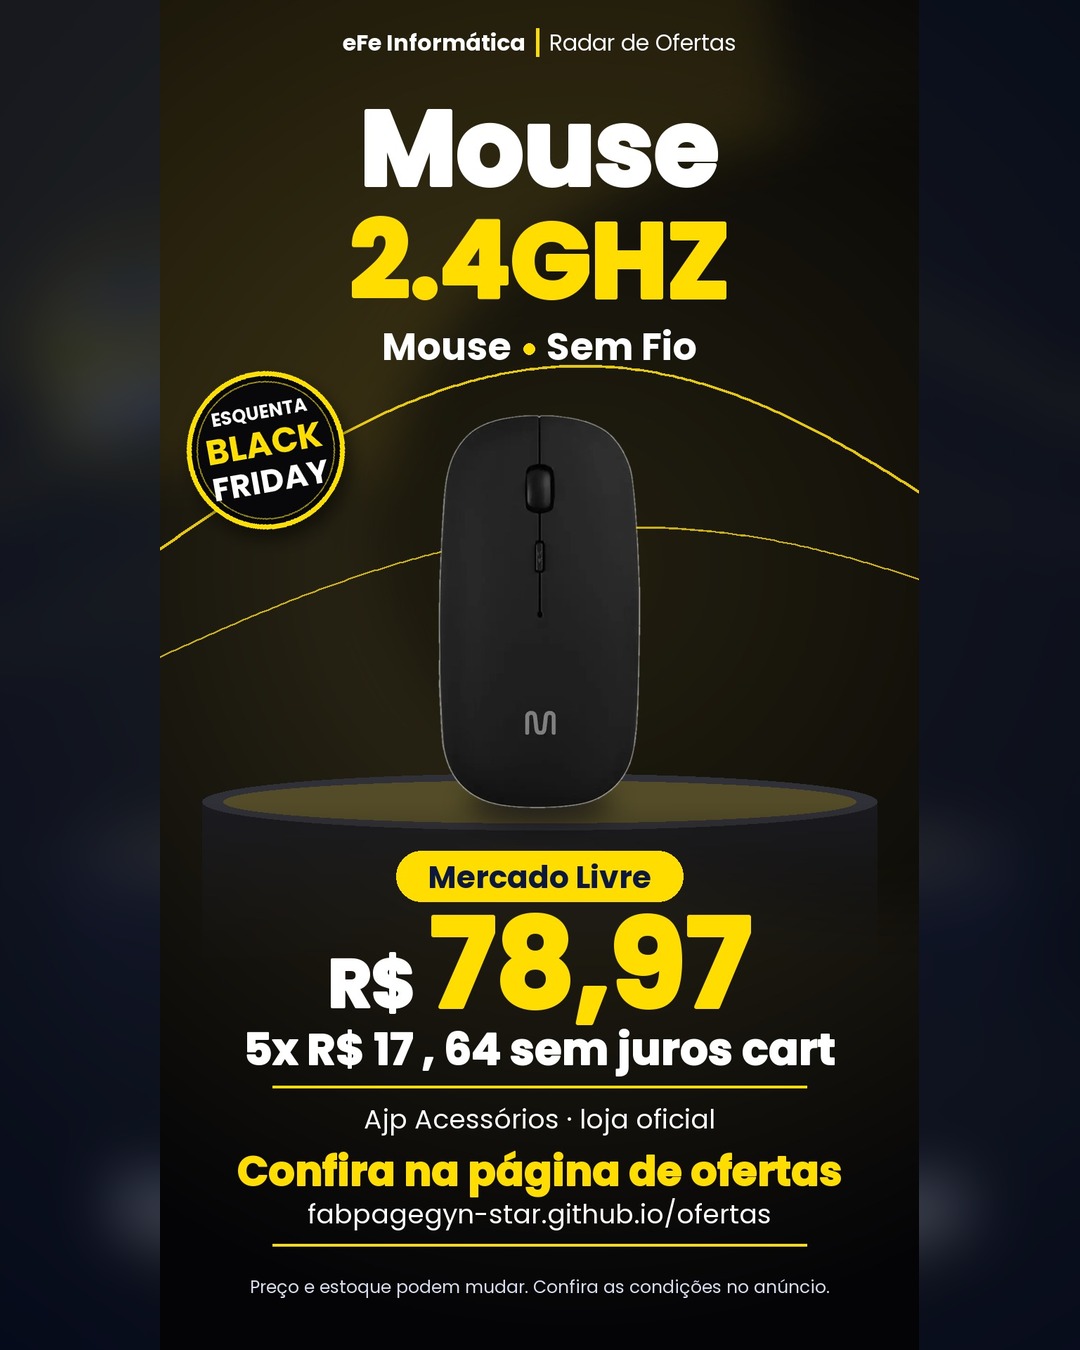 eFe Informática | Radar de Ofertas
Mouse
2.4GHZ
Mouse • Sem Fio
ESQUENTA
BLACK
FRIDAY
Mercado Livre
R$ 78,97
5x R$ 17 , 64 sem juros cart
Ajp Acessórios · loja oficial
Confira na página de ofertas
fabpagegyn-star.github.io/ofertas
Preço e estoque podem mudar. Confira as condições no anúncio.